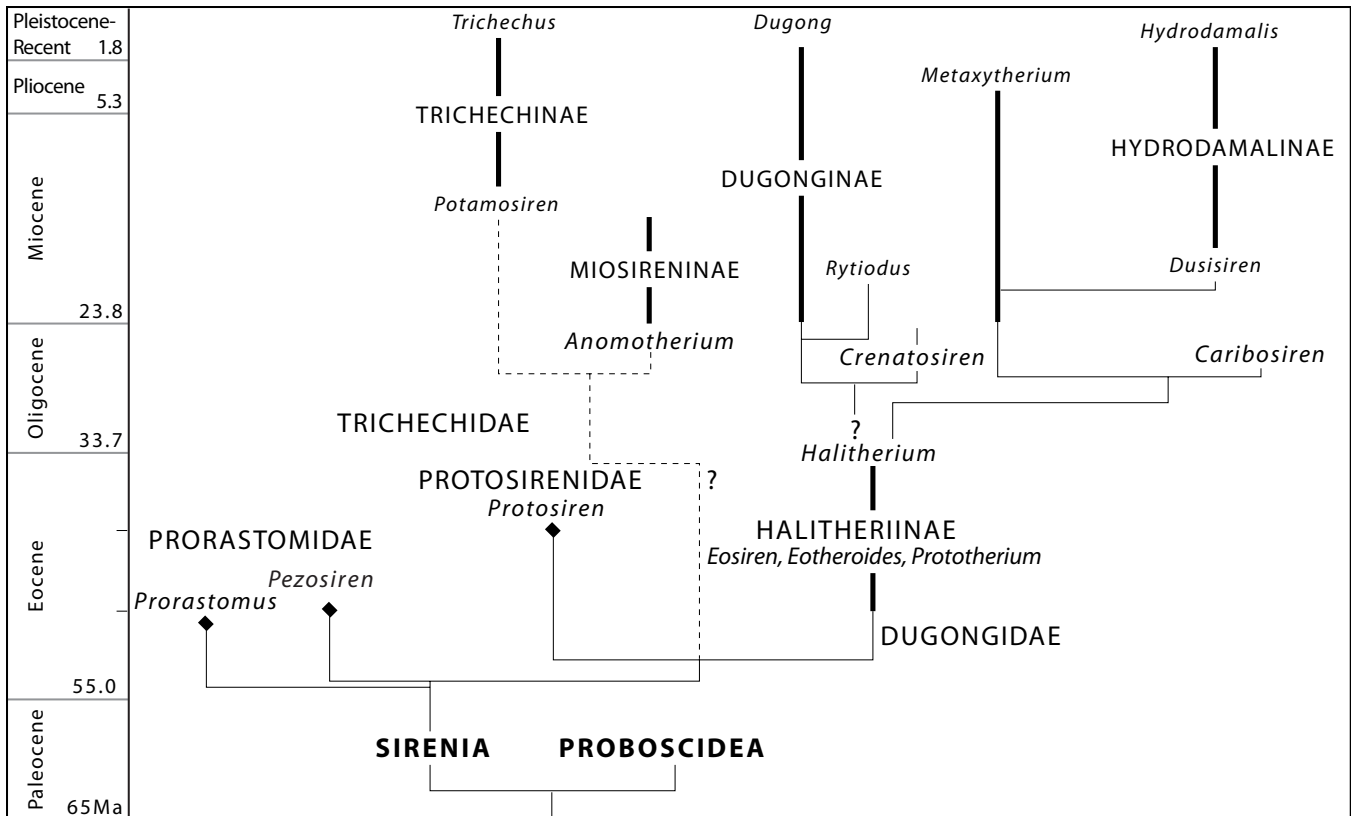 Pleistocene-
Recent 1.8
Trichechus
Dugong
Hydrodamalis
Pliocene
5.3
Metaxytherium
TRICHECHINAE
HYDRODAMALINAE
DUGONGINAE
Miocene
Potamosiren
MIOSIRENINAE
Rytiodus
Dusisiren
23.8
Anomotherium
Crenatosiren
Caribosiren
Oligocene
TRICHECHIDAE
?
33.7
Halitherium
PROTOSIRENIDAE
?
Protosiren
HALITHERIINAE
PRORASTOMIDAE
Eosiren, Eotheroides, Prototherium
Eocene
Pezosiren
Prorastomus
DUGONGIDAE
55.0
SIRENIA
PROBOSCIDEA
Paleocene
65Ma